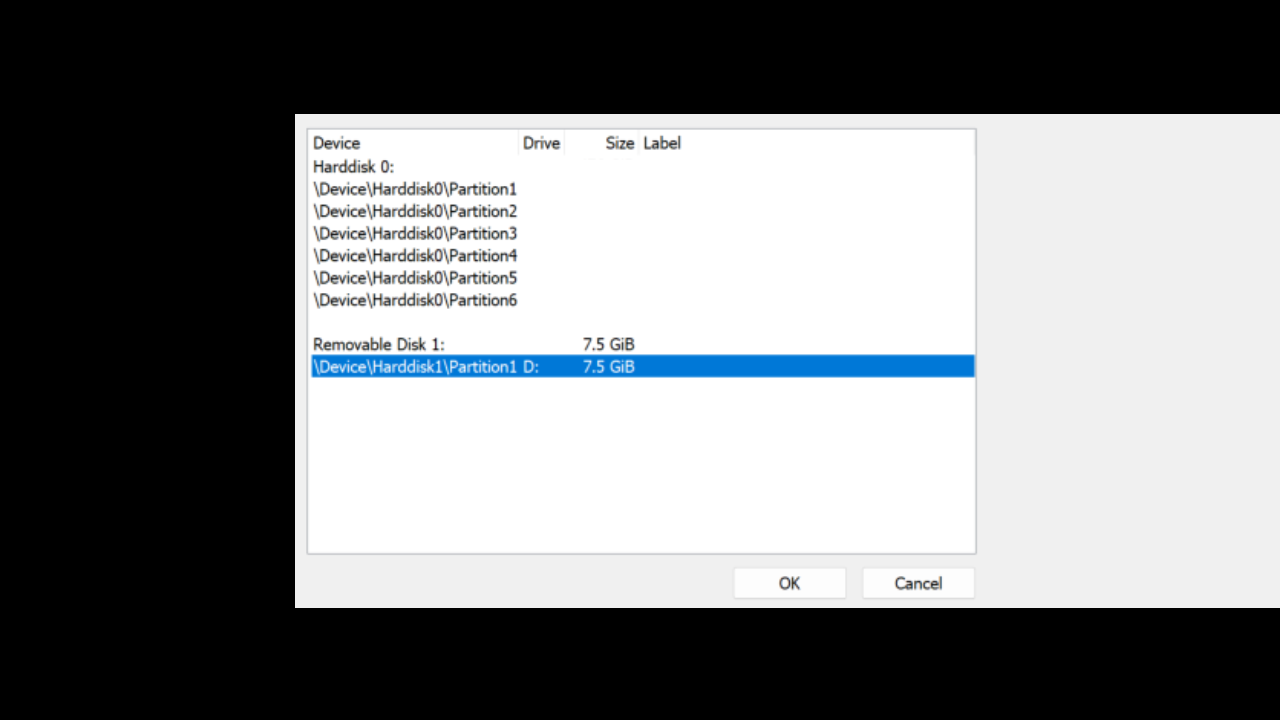 Device Drive Size Label
Harddisk 0:
\Device\Harddisk0\Partition1
\Device\Harddisk0\Partition2
\Device\Harddisk0\Partition3
\Device\Harddisk0\Partition4
\Device\Harddisk0\Partition5
\Device\Harddisk0\Partition6
Removable Disk 1: 7.5 GiB
\Device\Harddisk1\Partition1 D: 7.5 GiB
OK Cancel